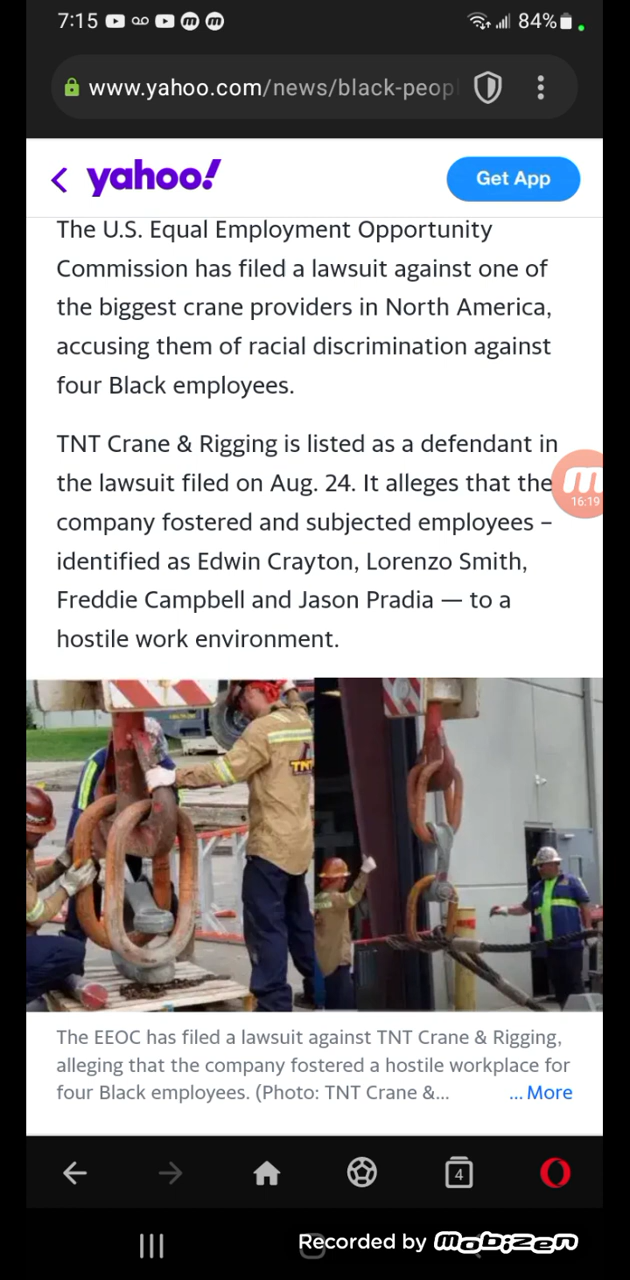 7:15
84%
www.yahoo.com/news/black-peopl
yahoo!
Get App
The U.S. Equal Employment Opportunity
Commission has filed a lawsuit against one of
the biggest crane providers in North America,
accusing them of racial discrimination against
four Black employees.
TNT Crane & Rigging is listed as a defendant in
the lawsuit filed on Aug. 24. It alleges that the
company fostered and subjected employees –
identified as Edwin Crayton, Lorenzo Smith,
Freddie Campbell and Jason Pradia — to a
hostile work environment.
16:19
TNT
The EEOC has filed a lawsuit against TNT Crane & Rigging,
alleging that the company fostered a hostile workplace for
four Black employees. (Photo: TNT Crane &...
...More
4
Recorded by mobizen